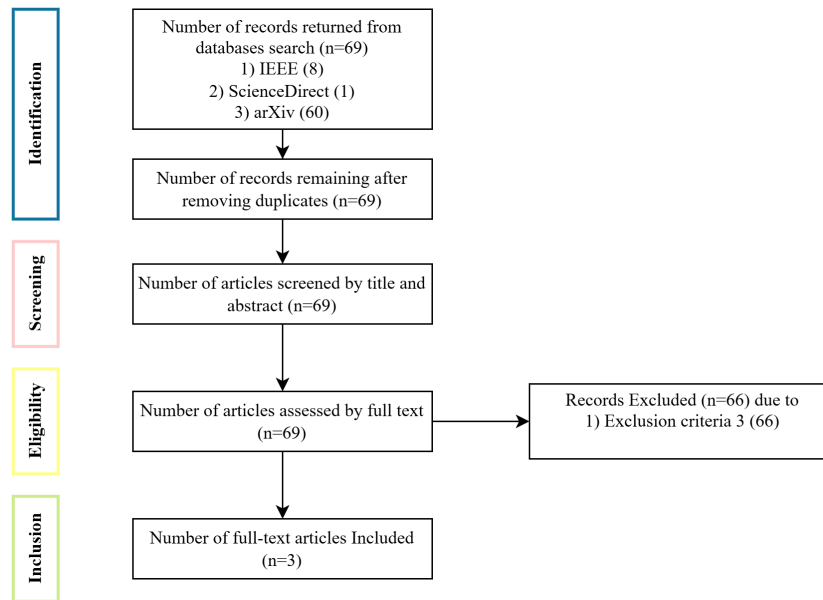 Identification
Number of records returned from
databases search (n=69)
1) IEEE (8)
2) ScienceDirect (1)
3) arXiv (60)
Number of records remaining after
removing duplicates (n=69)
Screening
Number of articles screened by title and
abstract (n=69)
Eligibility
Number of articles assessed by full text
(n=69)
Records Excluded (n=66) due to
1) Exclusion criteria 3 (66)
Inclusion
Number of full-text articles Included
(n=3)